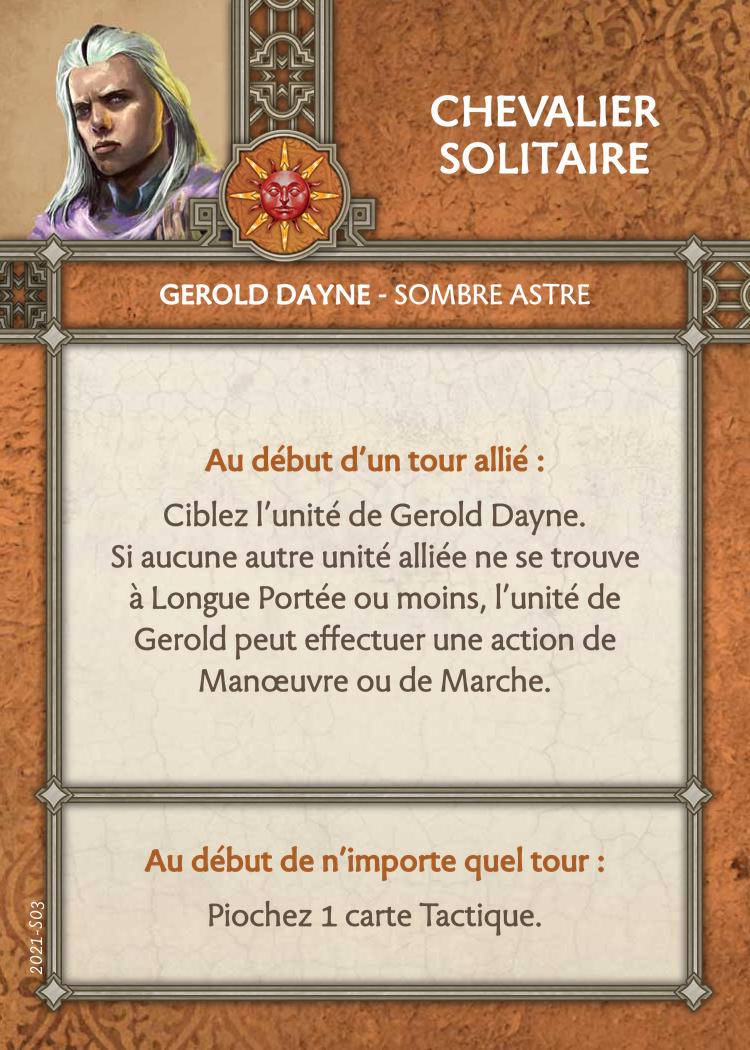 CHEVALIER
SOLITAIRE
GEROLD DAYNE - SOMBRE ASTRE
Au début d'un tour allié :
Ciblez l'unité de Gerold Dayne.
Si aucune autre unité alliée ne se trouve
à Longue Portée ou moins, l'unité de
Gerold peut effectuer une action de
Manœuvre ou de Marche.
Au début de n'importe quel tour :
Piochez 1 carte Tactique.
2021-S03